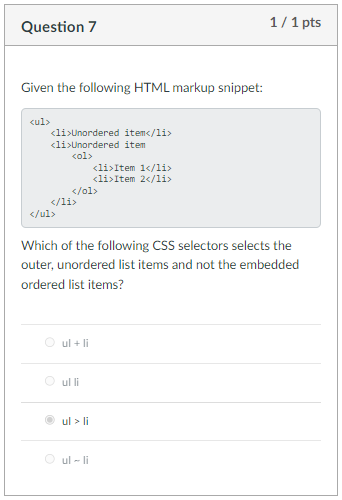 Question 7
1 / 1 pts
Given the following HTML markup snippet:
<ul>
<li>Unordered item</li>
<li>Unordered item
<ol>
<li>Item 1</li>
<li>Item 2</li>
</ol>
</li>
</ul>
Which of the following CSS selectors selects the
outer, unordered list items and not the embedded
ordered list items?
ul + li
ul li
ul > li
ul ~ li